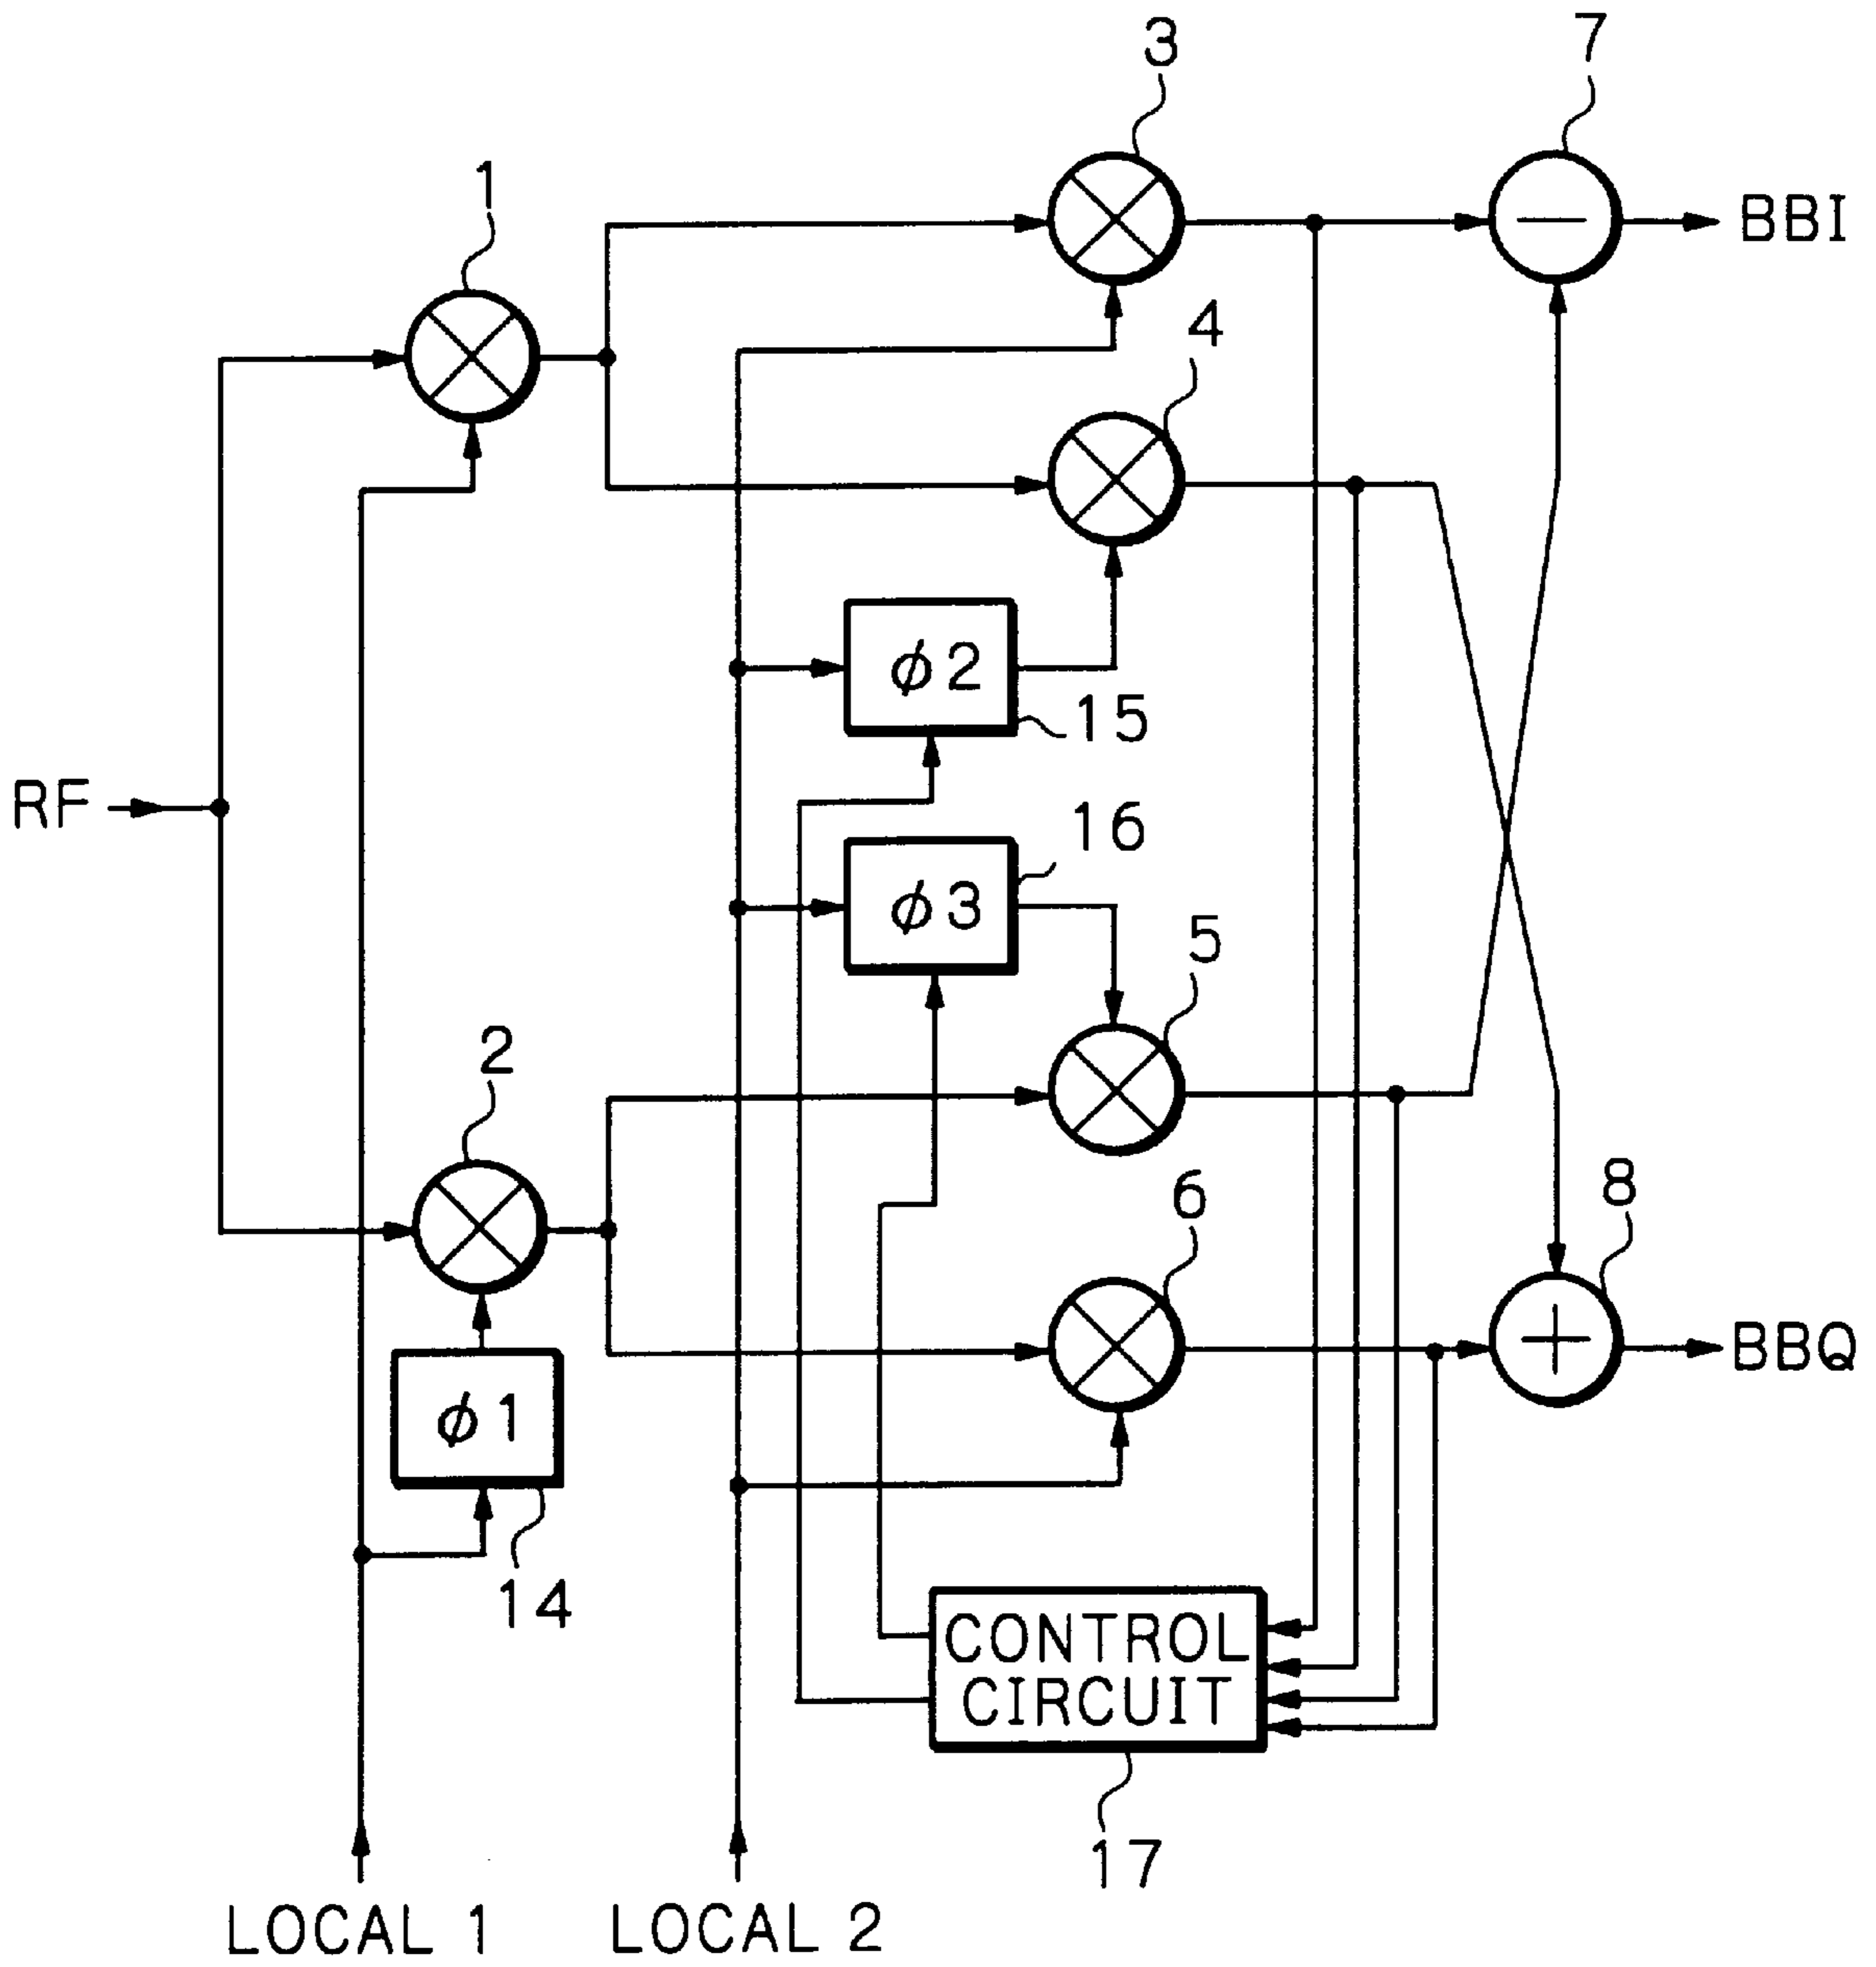 3
7
1
BBI
4
ϕ2
15
RF
16
ϕ3
5
2
6
8
BBQ
ϕ1
14
CONTROL
CIRCUIT
17
LOCAL 1
LOCAL 2